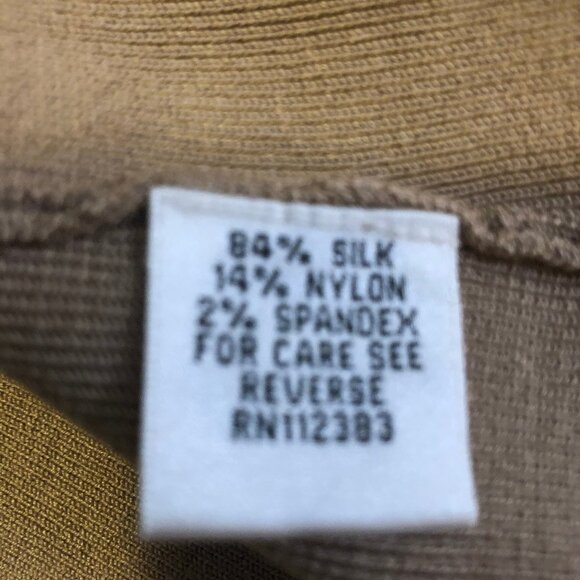 84% SILK
14% NYLON
2% SPANDEX
FOR CARE SEE
REVERSE
RN112383